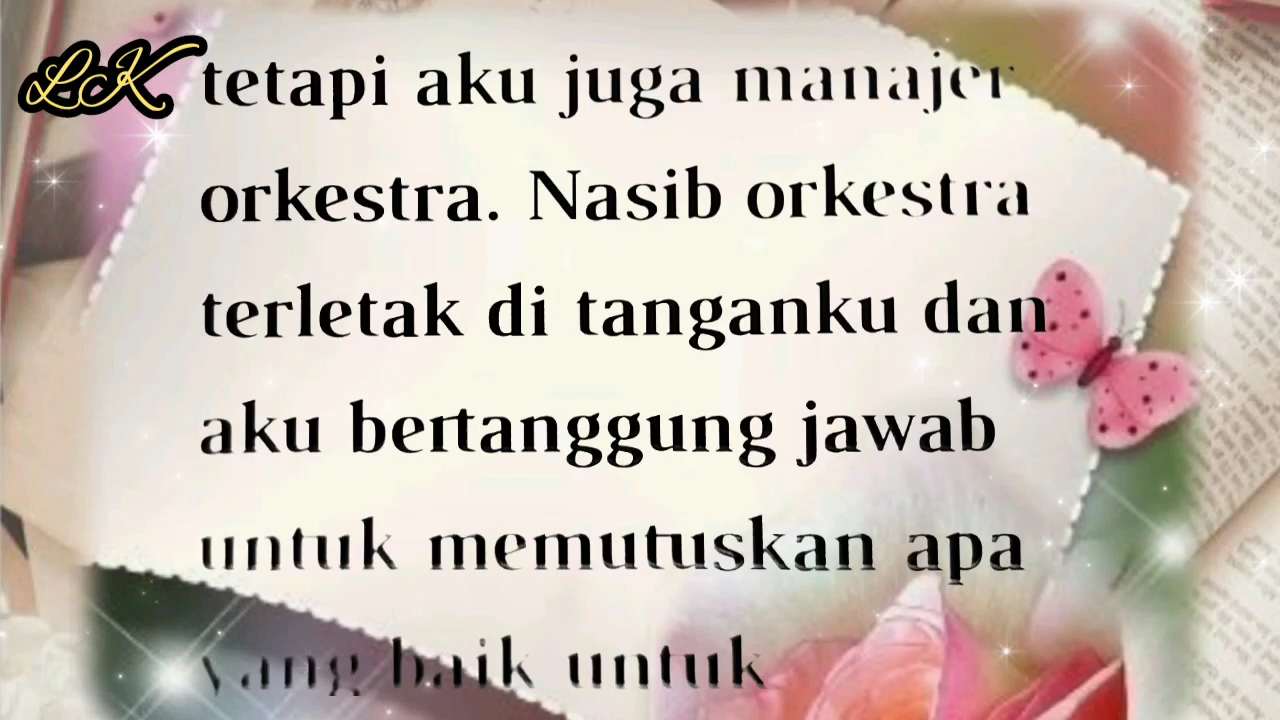 LK
tetapi aku juga manajer
orkestra. Nasib orkestra
terletak di tanganku dan
aku bertanggung jawab
untuk memutuskan apa
yang baik untuk